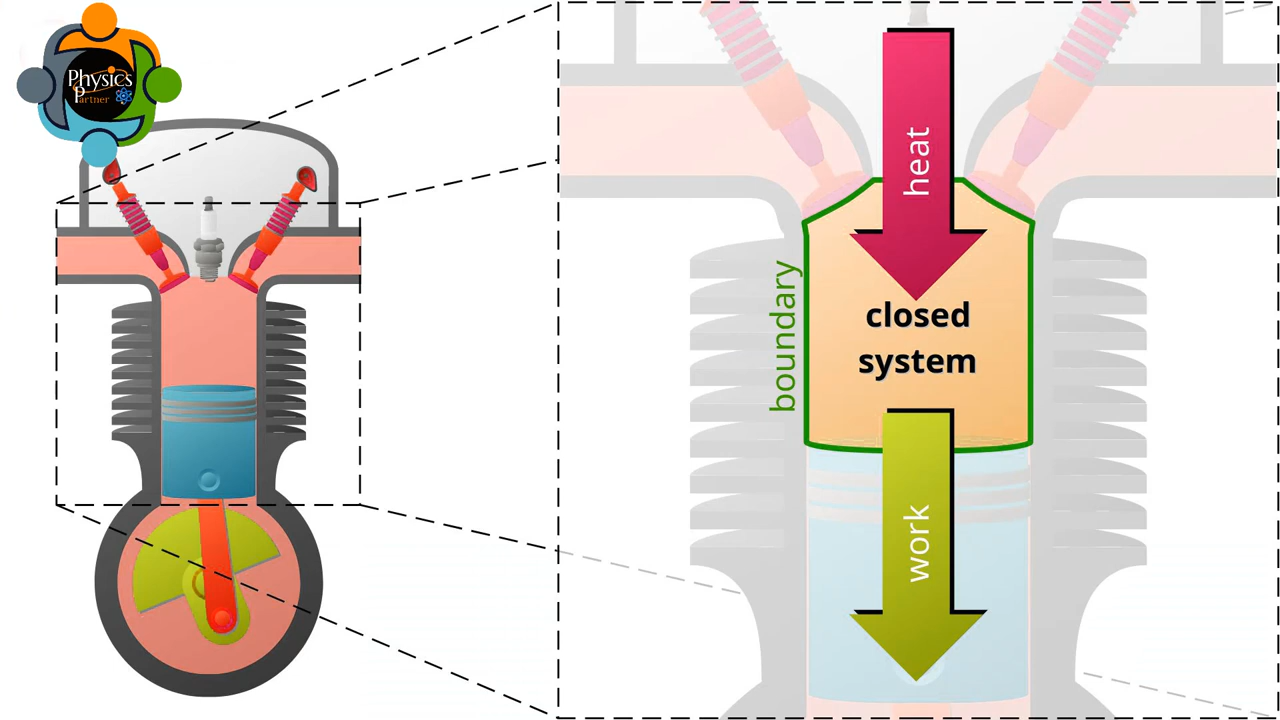 Physics
Partner
heat
boundary
closed
system
work